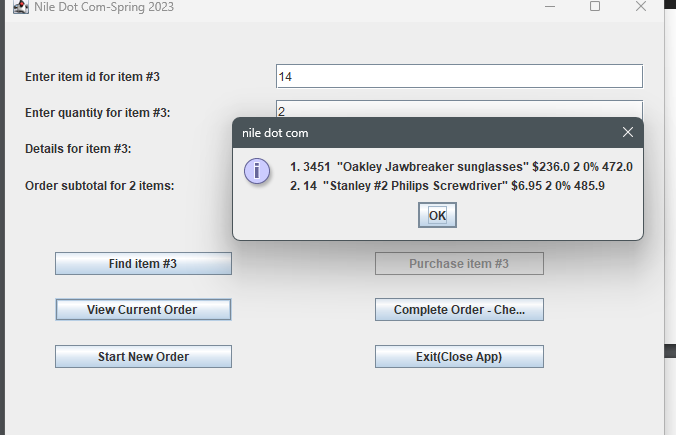 Nile Dot Com-Spring 2023
Enter item id for item #3
14
Enter quantity for item #3:
2
nile dot com
Details for item #3:
1. 3451 "Oakley Jawbreaker sunglasses" $236.0 2 0% 472.0
Order subtotal for 2 items:
2. 14 "Stanley #2 Philips Screwdriver" $6.95 2 0% 485.9
OK
Find item #3
Purchase item #3
View Current Order
Complete Order - Che...
Start New Order
Exit(Close App)